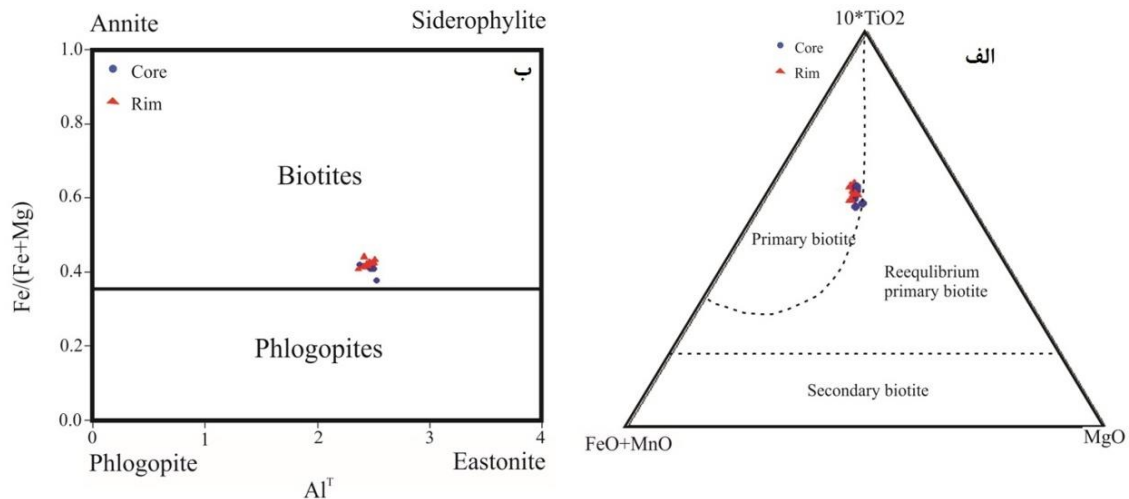 Annite
Siderophylite
1.0
0.8
0.6
0.4
0.2
0.0
Fe/(Fe+Mg)
Core
Rim
ب
Biotites
Phlogopites
0 1 2 3 4
Phlogopite
Eastonite
Al^T
10*TiO2
Core
Rim
الف
Primary biotite
Reequlibrium
primary biotite
Secondary biotite
FeO+MnO
MgO